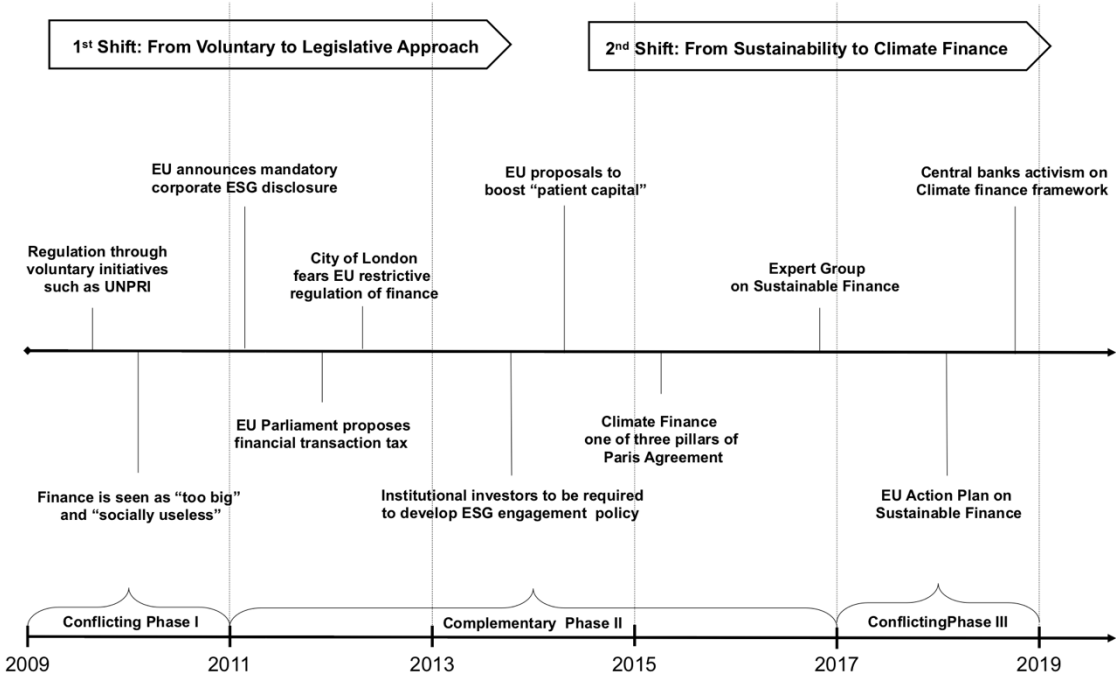 1st Shift: From Voluntary to Legislative Approach
2nd Shift: From Sustainability to Climate Finance
EU announces mandatory
corporate ESG disclosure
EU proposals to
boost “patient capital”
Central banks activism on
Climate finance framework
Regulation through
voluntary initiatives
such as UNPRI
City of London
fears EU restrictive
regulation of finance
Expert Group
on Sustainable Finance
EU Parliament proposes
financial transaction tax
Climate Finance
one of three pillars of
Paris Agreement
Finance is seen as “too big”
and “socially useless”
Institutional investors to be required
to develop ESG engagement policy
EU Action Plan on
Sustainable Finance
Conflicting Phase I
Complementary Phase II
ConflictingPhase III
2009
2011
2013
2015
2017
2019